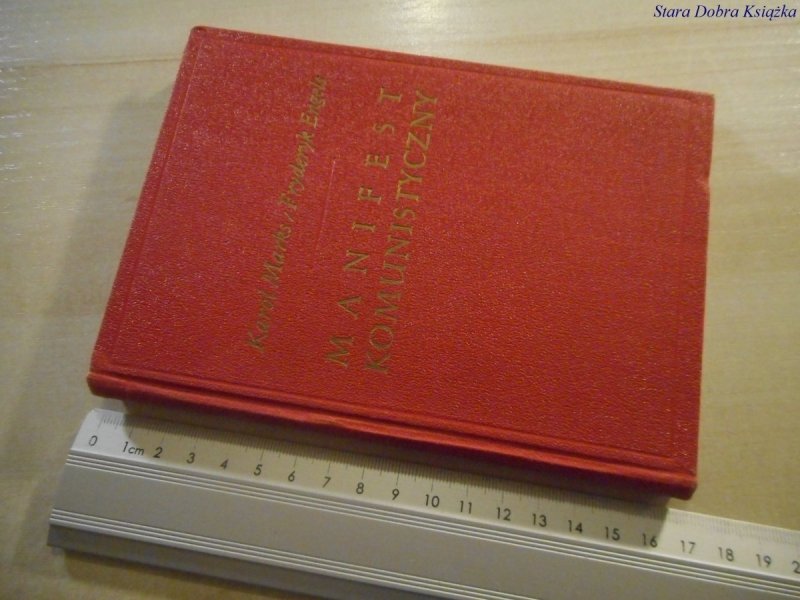 Stara Dobra Książka
Karol Marks / Fryderyk Engels
MANIFEST
KOMUNISTYCZNY
0 1cm 2 3 4 5 6 7 8 9 10 11 12 13 14 15 16 17 18 19